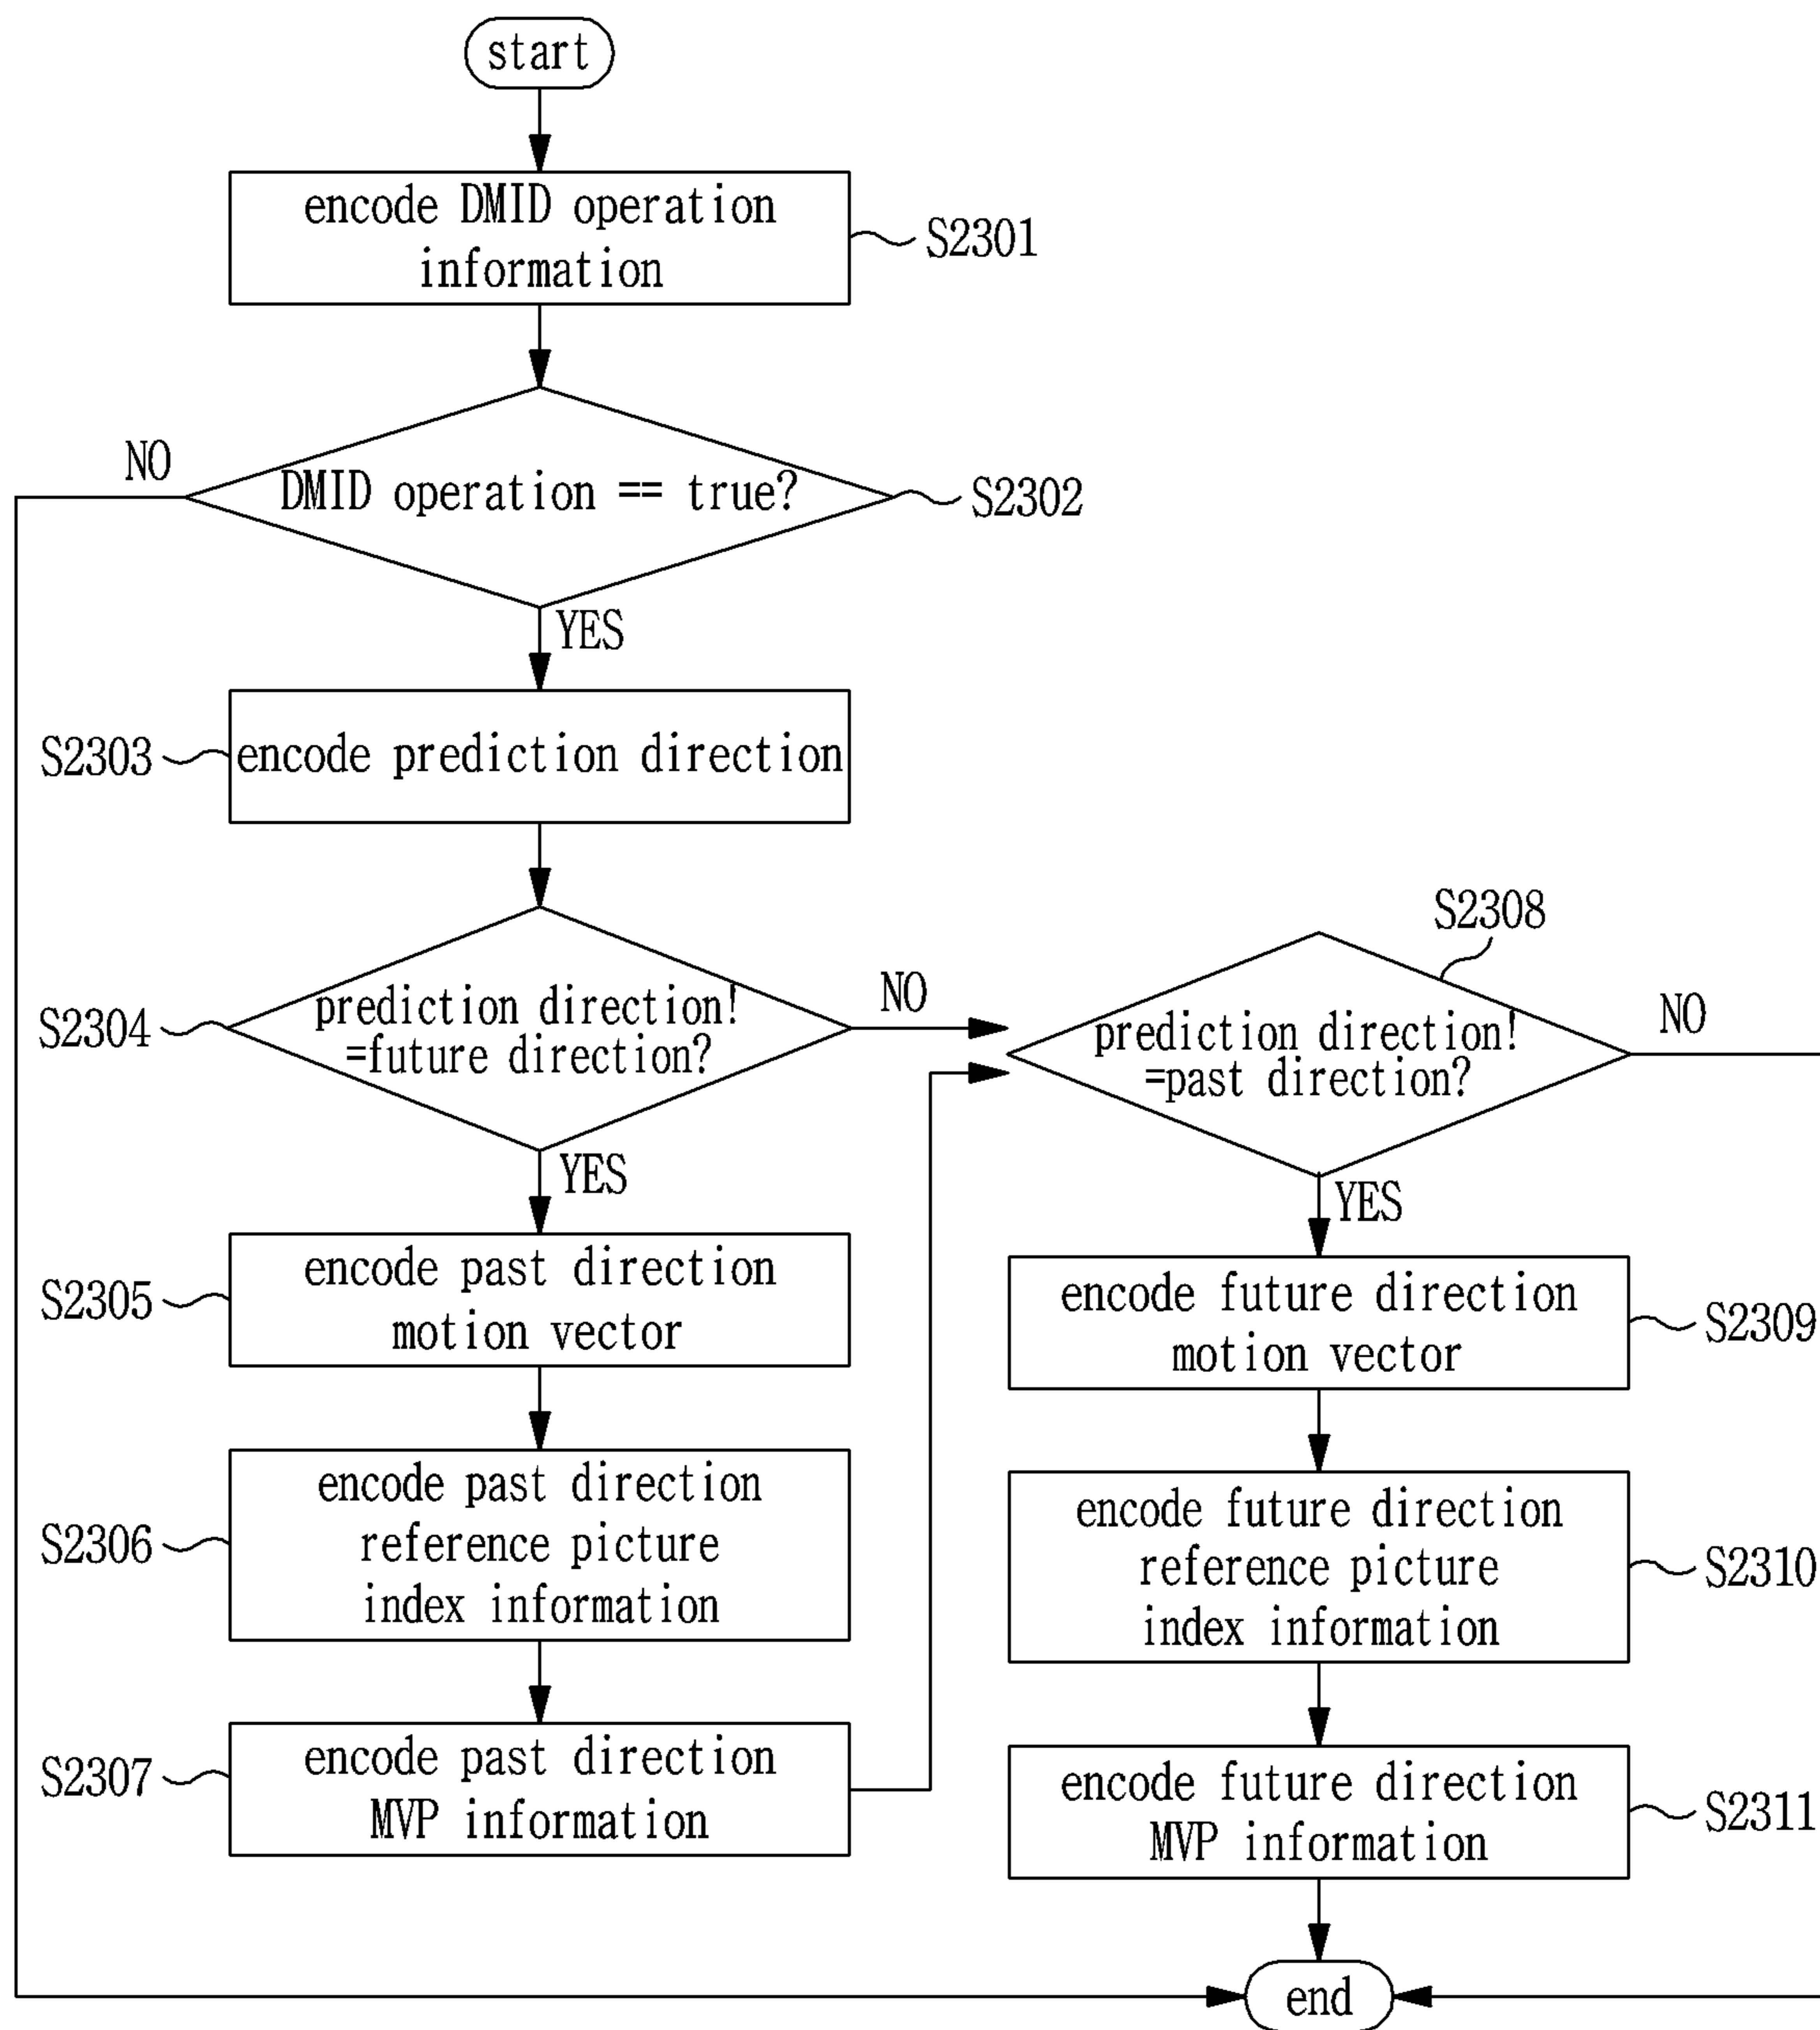 start
encode DMID operation
information
S2301
NO
DMID operation == true?
S2302
YES
S2303
encode prediction direction
S2304
prediction direction!
=future direction?
NO
YES
S2305
encode past direction
motion vector
S2306
encode past direction
reference picture
index information
S2307
encode past direction
MVP information
S2308
prediction direction!
=past direction?
NO
YES
encode future direction
motion vector
S2309
encode future direction
reference picture
index information
S2310
encode future direction
MVP information
S2311
end